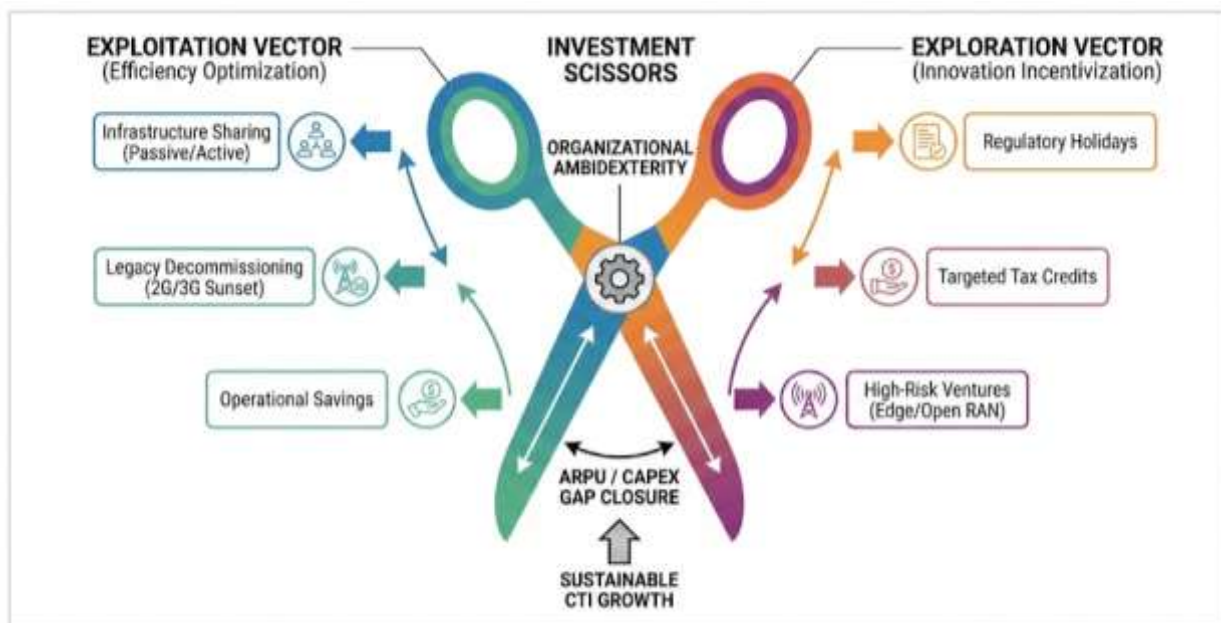 EXPLOITATION VECTOR
(Efficiency Optimization)
INVESTMENT
SCISSORS
EXPLORATION VECTOR
(Innovation Incentivization)
Infrastructure Sharing
(Passive/Active)
ORGANIZATIONAL
AMBIDEXTERITY
Regulatory Holidays
Legacy Decommissioning
(2G/3G Sunset)
Targeted Tax Credits
Operational Savings
High-Risk Ventures
(Edge/Open RAN)
ARPU / CAPEX
GAP CLOSURE
SUSTAINABLE
CTI GROWTH